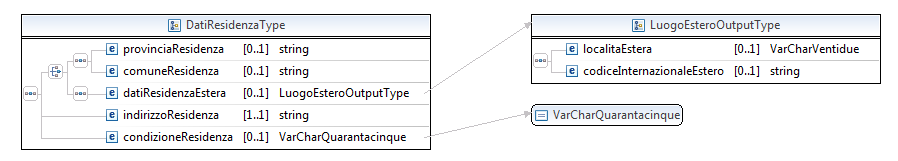 DatiResidenzaType
provinciaResidenza [0..1] string
comuneResidenza [0..1] string
datiResidenzaEstera [0..1] LuogoEsteroOutputType
indirizzoResidenza [1..1] string
condizioneResidenza [0..1] VarCharQuarantacinque
LuogoEsteroOutputType
localitaEstera [0..1] VarCharVentidue
codiceInternazionaleEstero [0..1] string
VarCharQuarantacinque